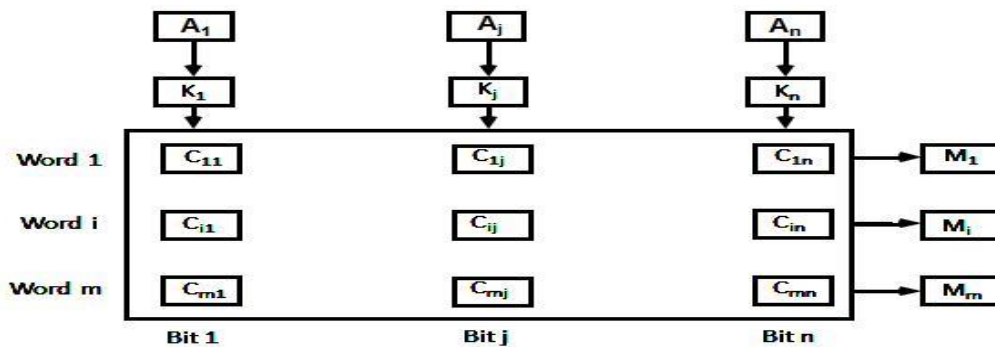 A₁ Aⱼ Aₙ
K₁ Kⱼ Kₙ
Word 1 C₁₁ C₁ⱼ C₁ₙ M₁
Word i Cᵢ₁ Cᵢⱼ Cᵢₙ Mᵢ
Word m Cₘ₁ Cₘⱼ Cₘₙ Mₘ
Bit 1 Bit j Bit n